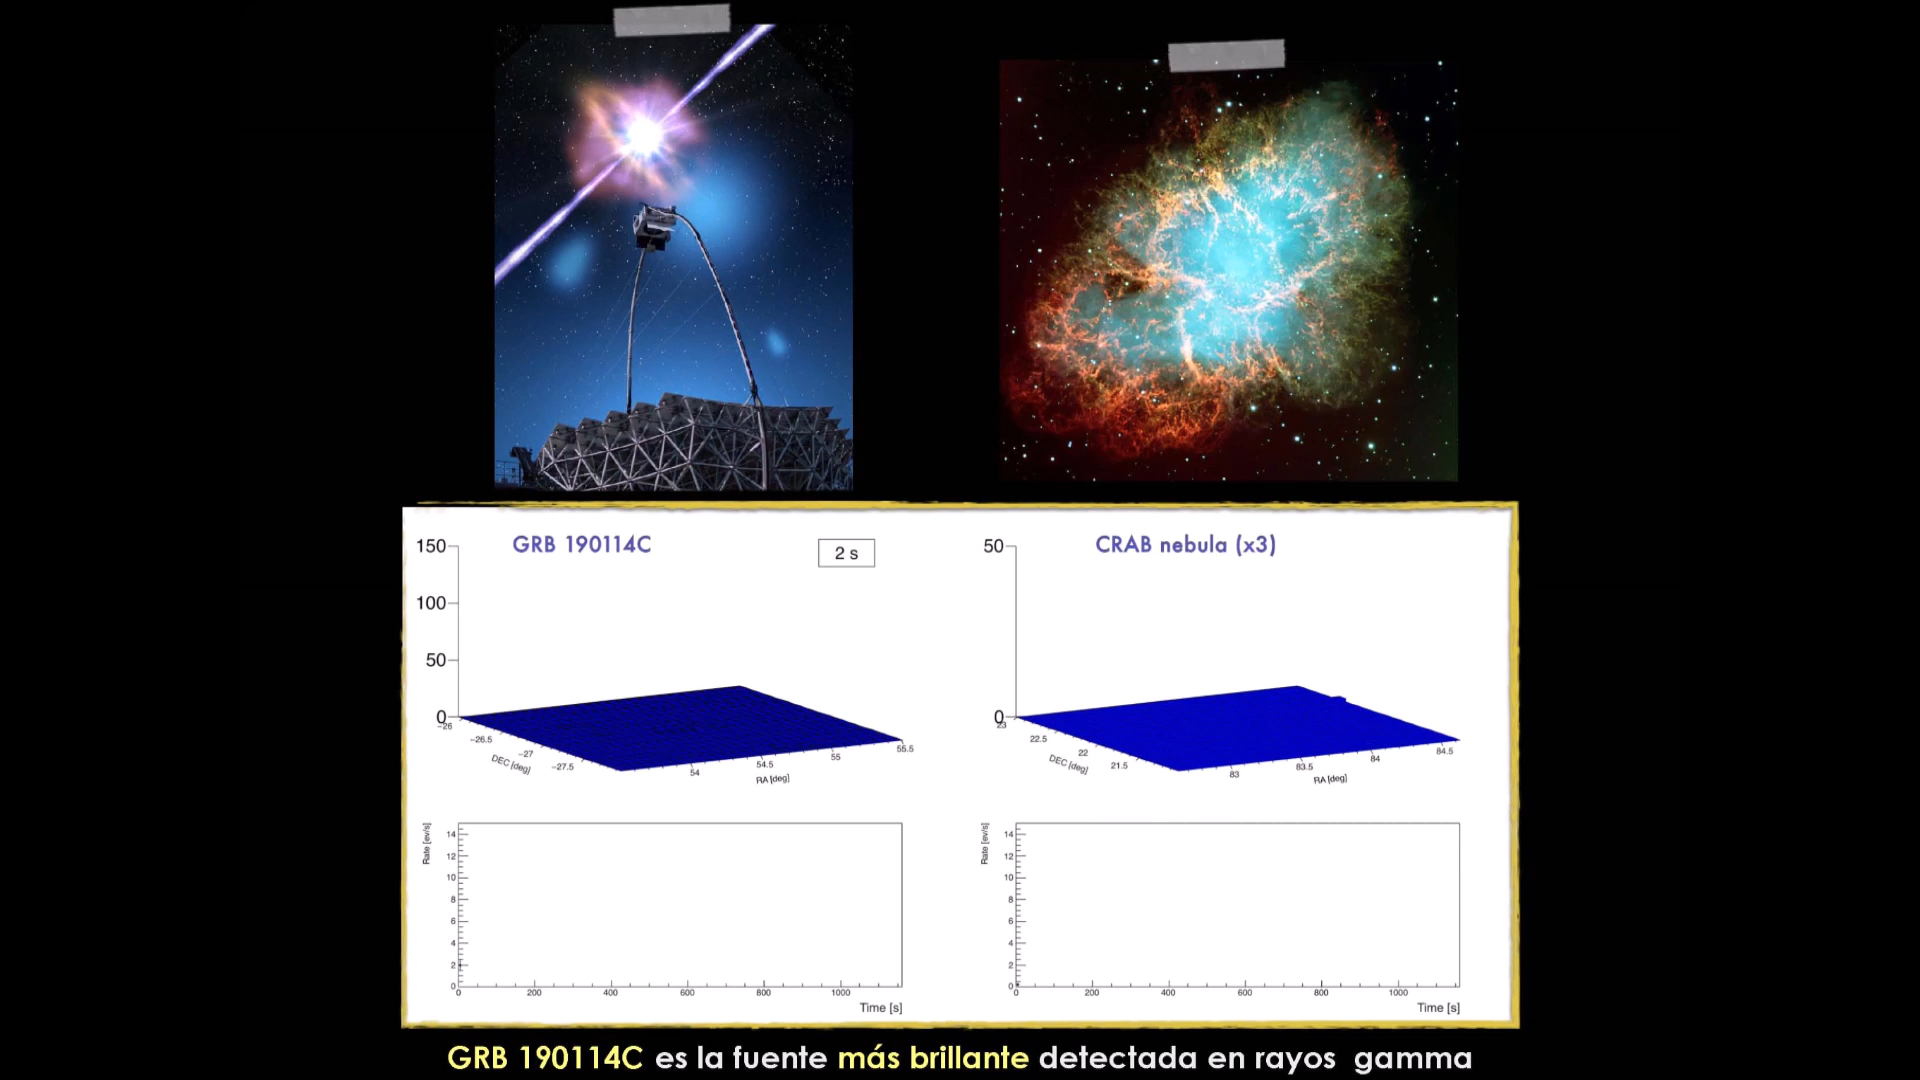 GRB 190114C
2 s
150
100
50
0
-26
-26.5
-27
-27.5
DEC [deg]
54
54.5
55
55.5
RA [deg]
CRAB nebula (x3)
50
0
23
22.5
22
21.5
DEC [deg]
83
83.5
84
84.5
RA [deg]
Rate [ev/s]
14
12
10
8
6
4
2
0
0 200 400 600 800 1000
Time [s]
Rate [ev/s]
14
12
10
8
6
4
2
0
0 200 400 600 800 1000
Time [s]
GRB 190114C es la fuente más brillante detectada en rayos gamma